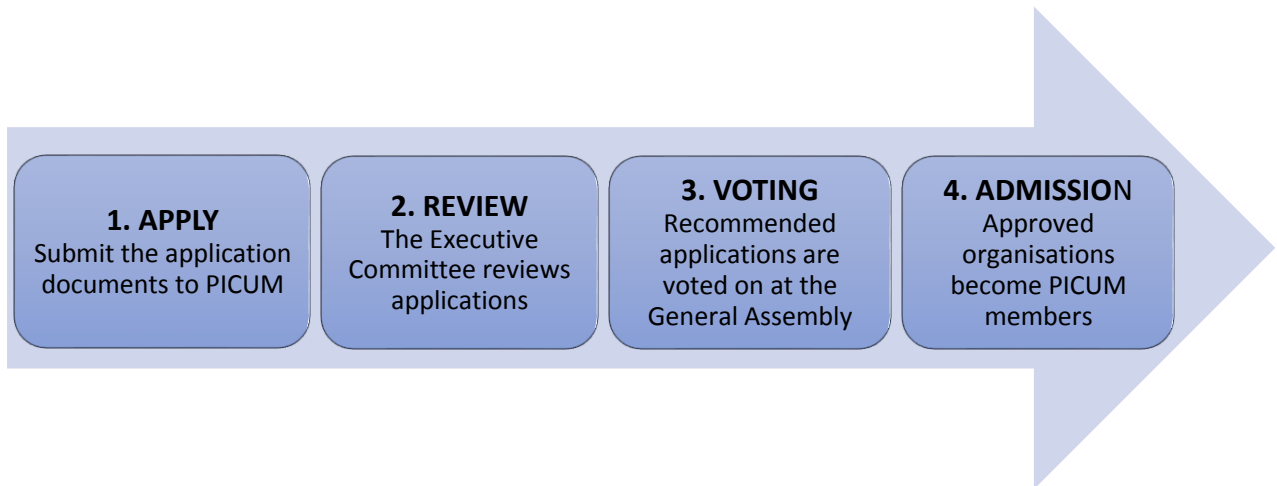 1. APPLY
Submit the application
documents to PICUM
2. REVIEW
The Executive
Committee reviews
applications
3. VOTING
Recommended
applications are
voted on at the
General Assembly
4. ADMISSION
Approved
organisations
become PICUM
members